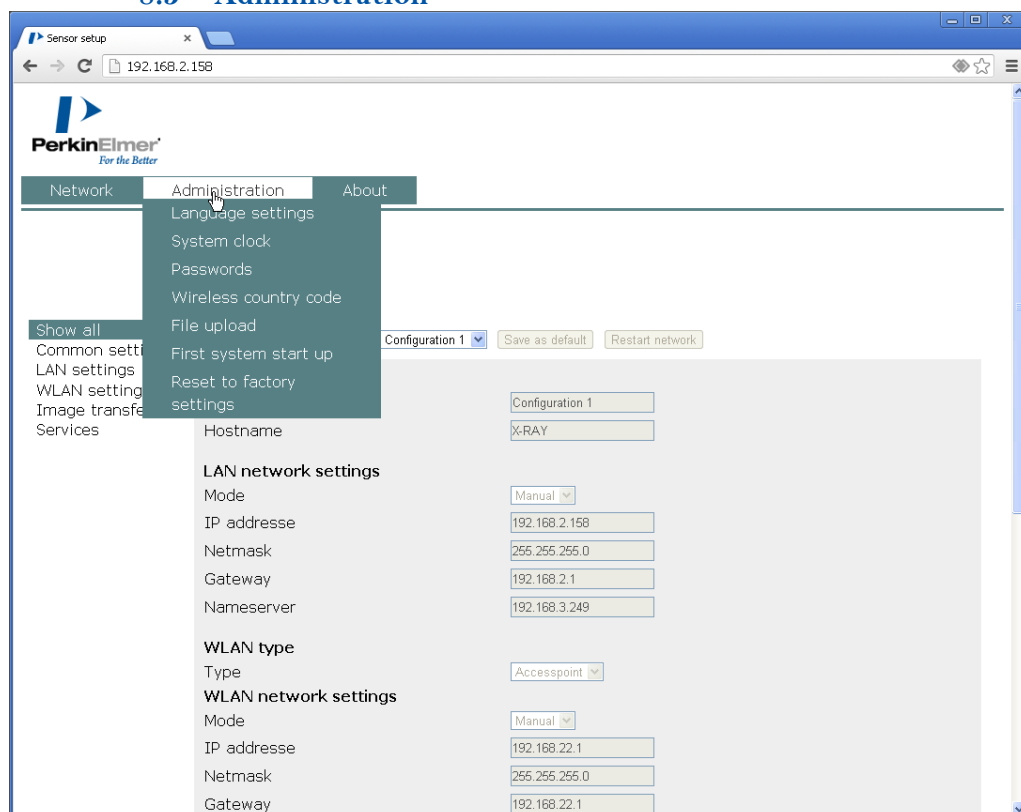 8.3 Administration
Sensor setup
192.168.2.158
PerkinElmer
For the Better
Network Administration About
Language settings
System clock
Passwords
Wireless country code
File upload
First system start up
Reset to factory
settings
Show all
Common setti
LAN settings
WLAN setting
Image transfe
Services
Configuration 1 Save as default Restart network
Configuration 1
Hostname X-RAY
LAN network settings
Mode Manual
IP addresse 192.168.2.158
Netmask 255.255.255.0
Gateway 192.168.2.1
Nameserver 192.168.3.249
WLAN type
Type Accesspoint
WLAN network settings
Mode Manual
IP addresse 192.168.22.1
Netmask 255.255.255.0
Gateway 192.168.22.1